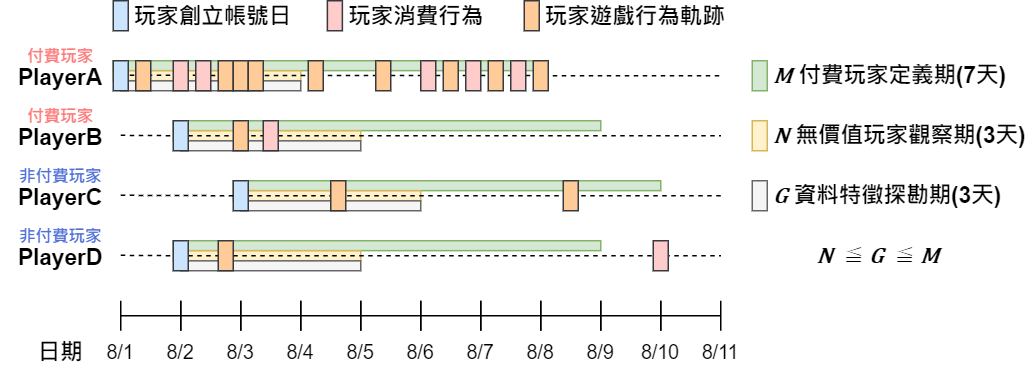 玩家創立帳號日 玩家消費行為 玩家遊戲行為軌跡
付費玩家
PlayerA
M 付費玩家定義期(7天)
付費玩家
PlayerB
N 無價值玩家觀察期(3天)
非付費玩家
PlayerC
G 資料特徵探勘期(3天)
非付費玩家
PlayerD
N ≦ G ≦ M
日期 8/1 8/2 8/3 8/4 8/5 8/6 8/7 8/8 8/9 8/10 8/11